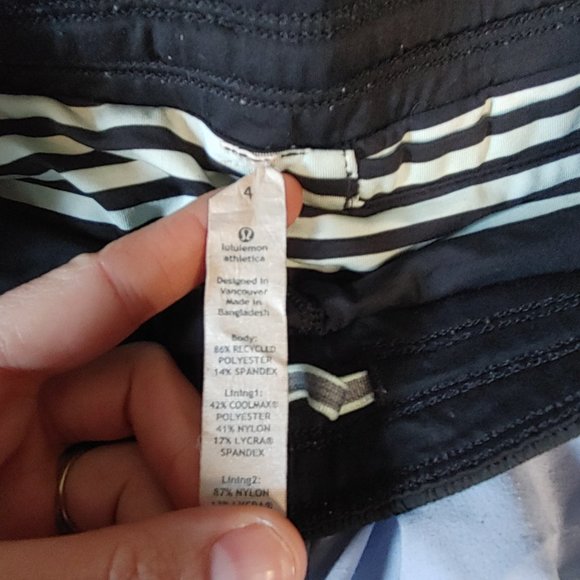 4
lululemon
athletica
Designed in
Vancouver
Made in
Bangladesh
Body:
86% RECYCLED
POLYESTER
14% SPANDEX
Lining1:
42% COOLMAX®
POLYESTER
41% NYLON
17% LYCRA®
SPANDEX
Lining2:
87% NYLON